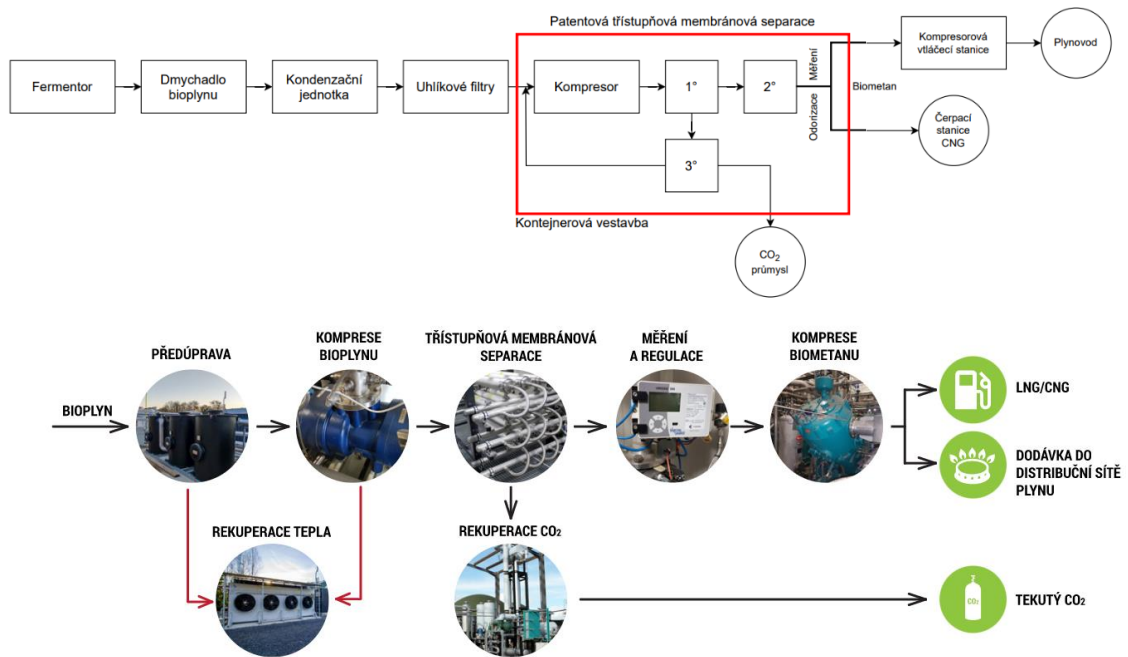 Patentová třístupňová membránová separace
Fermentor
Dmychadlo
bioplynu
Kondenzační
jednotka
Uhlíkové filtry
Kompresor
1°
2°
3°
Měření
Odorizace
Biometan
Kompresorová
vtláčecí stanice
Plynovod
Čerpací
stanice
CNG
Kontejnerová vestavba
CO2
průmysl
BIOPLYN
PŘEDÚPRAVA
KOMPRESE
BIOPLYNU
TŘÍSTUPŇOVÁ MEMBRÁNOVÁ
SEPARACE
MĚŘENÍ
A REGULACE
KOMPRESE
BIOMETANU
LNG/CNG
DODÁVKA DO
DISTRIBUČNÍ SÍTĚ
PLYNU
REKUPERACE TEPLA
REKUPERACE CO2
CO2
TEKUTÝ CO2